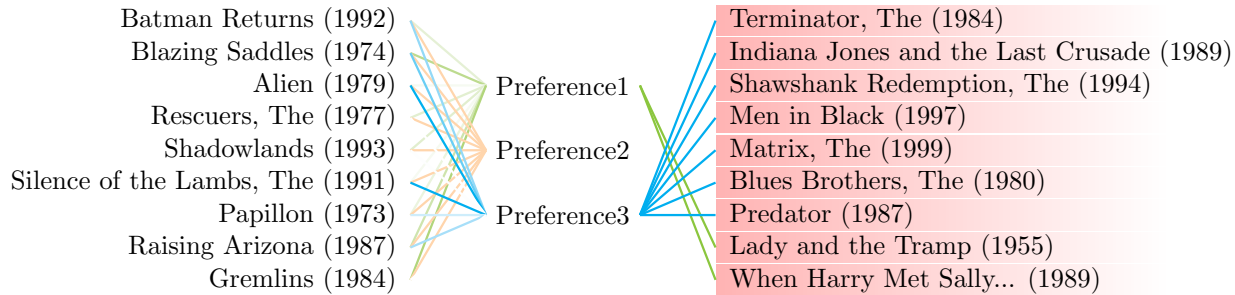 Batman Returns (1992)
Blazing Saddles (1974)
Alien (1979)
Rescuers, The (1977)
Shadowlands (1993)
Silence of the Lambs, The (1991)
Papillon (1973)
Raising Arizona (1987)
Gremlins (1984)
Preference1
Preference2
Preference3
Terminator, The (1984)
Indiana Jones and the Last Crusade (1989)
Shawshank Redemption, The (1994)
Men in Black (1997)
Matrix, The (1999)
Blues Brothers, The (1980)
Predator (1987)
Lady and the Tramp (1955)
When Harry Met Sally... (1989)